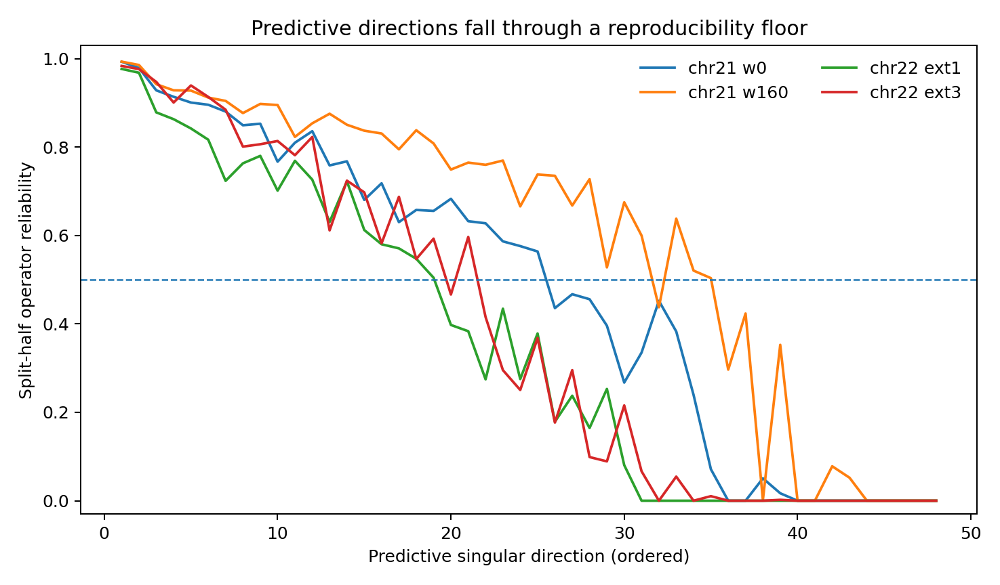 Predictive directions fall through a reproducibility floor
chr21 w0
chr21 w160
chr22 ext1
chr22 ext3
Split-half operator reliability
1.0
0.8
0.6
0.4
0.2
0.0
0 10 20 30 40 50
Predictive singular direction (ordered)